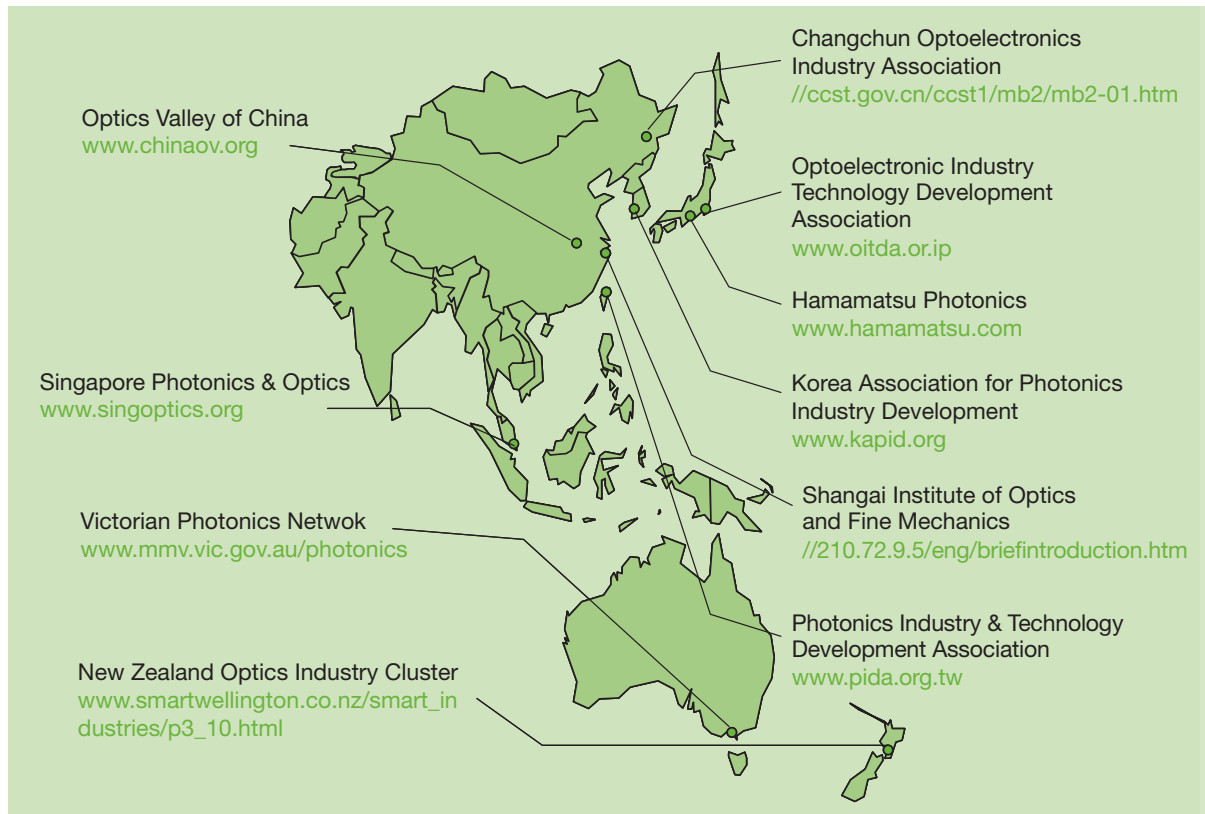 Changchun Optoelectronics
Industry Association
//ccst.gov.cn/ccst1/mb2/mb2-01.htm
Optics Valley of China
www.chinaov.org
Optoelectronic Industry
Technology Development
Association
www.oitda.or.ip
Hamamatsu Photonics
www.hamamatsu.com
Singapore Photonics & Optics
www.singoptics.org
Korea Association for Photonics
Industry Development
www.kapid.org
Shangai Institute of Optics
and Fine Mechanics
//210.72.9.5/eng/briefintroduction.htm
Victorian Photonics Netwok
www.mmv.vic.gov.au/photonics
Photonics Industry & Technology
Development Association
www.pida.org.tw
New Zealand Optics Industry Cluster
www.smartwellington.co.nz/smart_in
dustries/p3_10.html